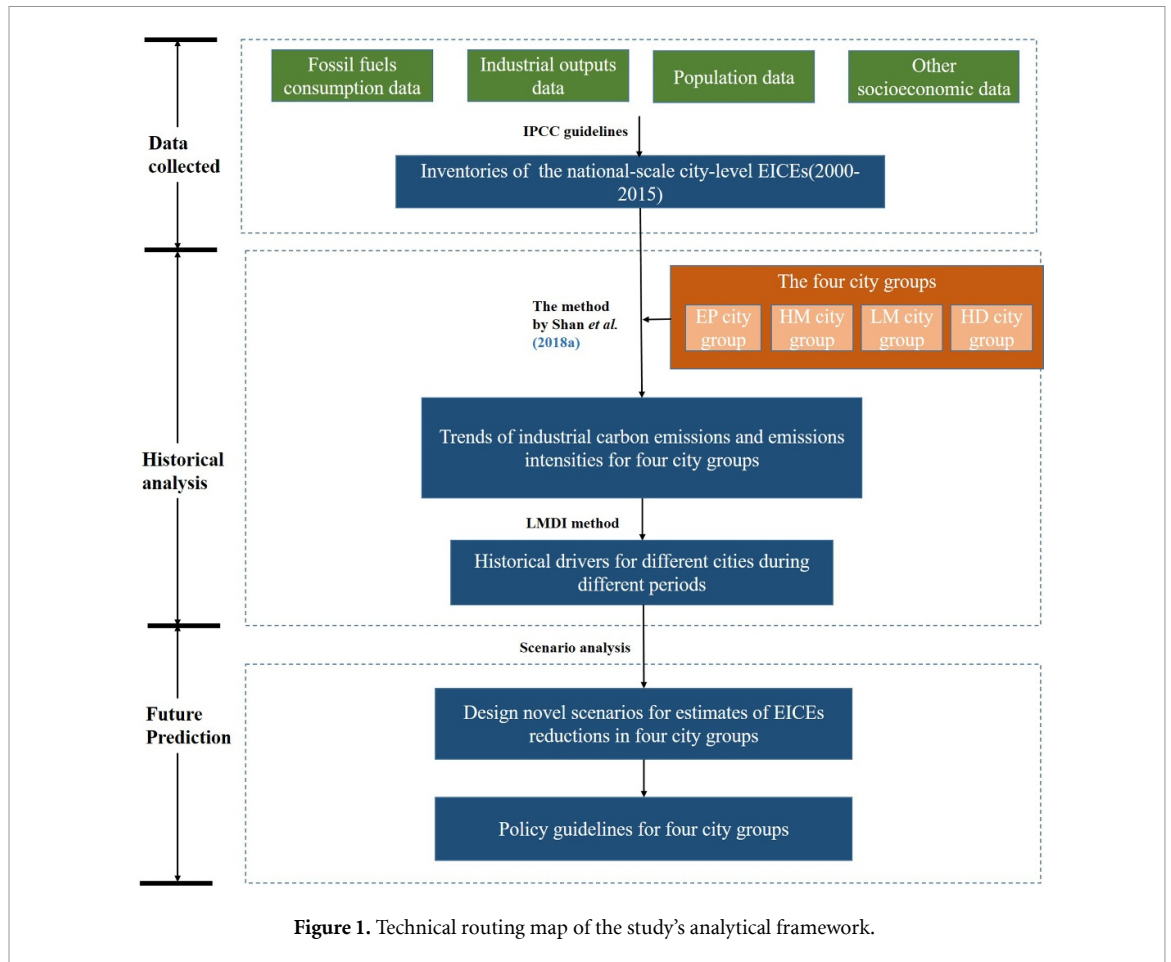 Fossil fuels
consumption data
Industrial outputs
data
Population data
Other
socioeconomic data
IPCC guidelines
Data
collected
Inventories of the national-scale city-level EICEs(2000-
2015)
The four city groups
The method
by Shan et al.
(2018a)
EP city
group
HM city
group
LM city
group
HD city
group
Trends of industrial carbon emissions and emissions
intensities for four city groups
Historical
analysis
LMDI method
Historical drivers for different cities during
different periods
Scenario analysis
Future
Prediction
Design novel scenarios for estimates of EICEs
reductions in four city groups
Policy guidelines for four city groups
Figure 1. Technical routing map of the study's analytical framework.